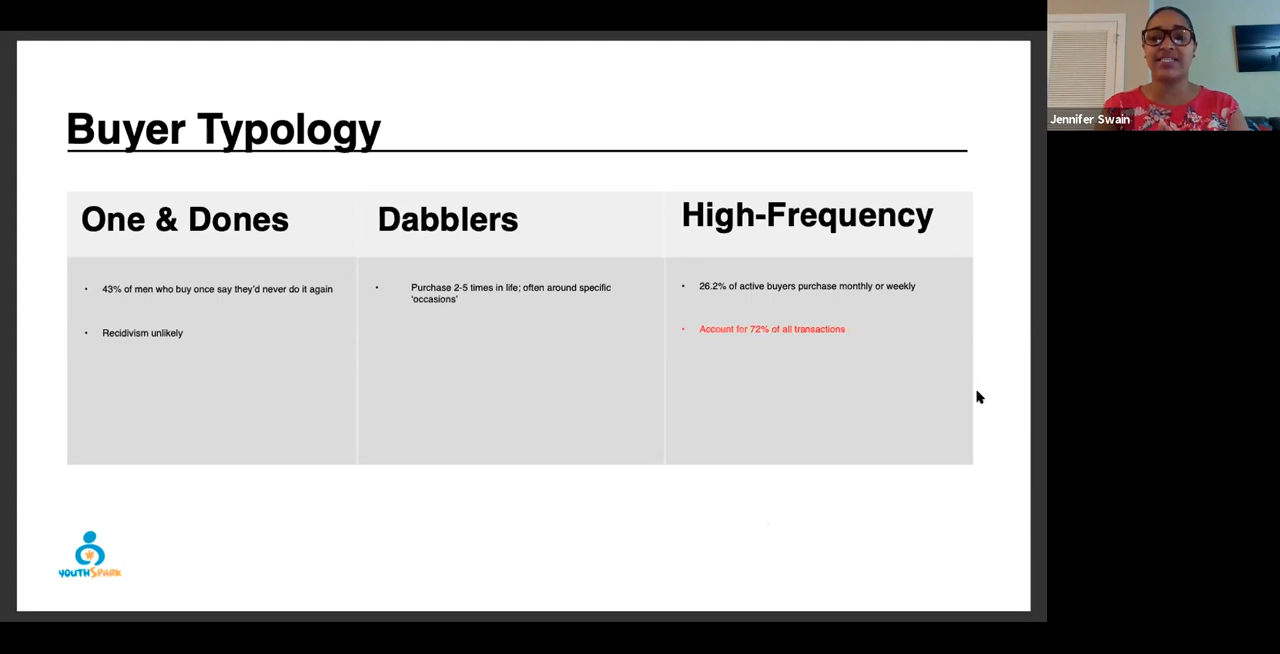 Buyer Typology
One & Dones
• 43% of men who buy once say they'd never do it again
• Recidivism unlikely
Dabblers
• Purchase 2-5 times in life; often around specific
'occasions'
High-Frequency
• 26.2% of active buyers purchase monthly or weekly
• Account for 72% of all transactions
YOUTHSPARK
Jennifer Swain